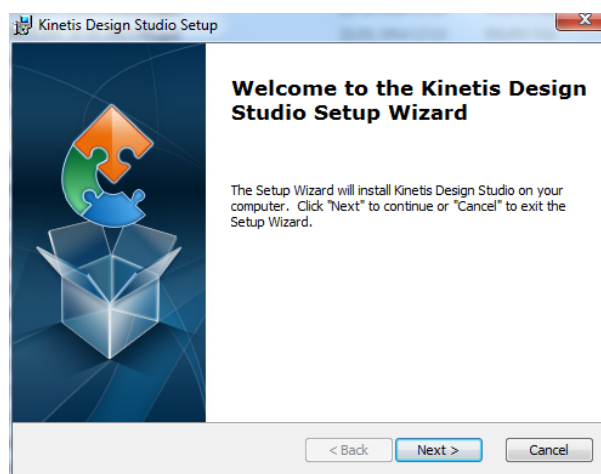 Kinetis Design Studio Setup
Welcome to the Kinetis Design
Studio Setup Wizard
The Setup Wizard will install Kinetis Design Studio on your
computer.  Click "Next" to continue or "Cancel" to exit the
Setup Wizard.
< Back
Next >
Cancel